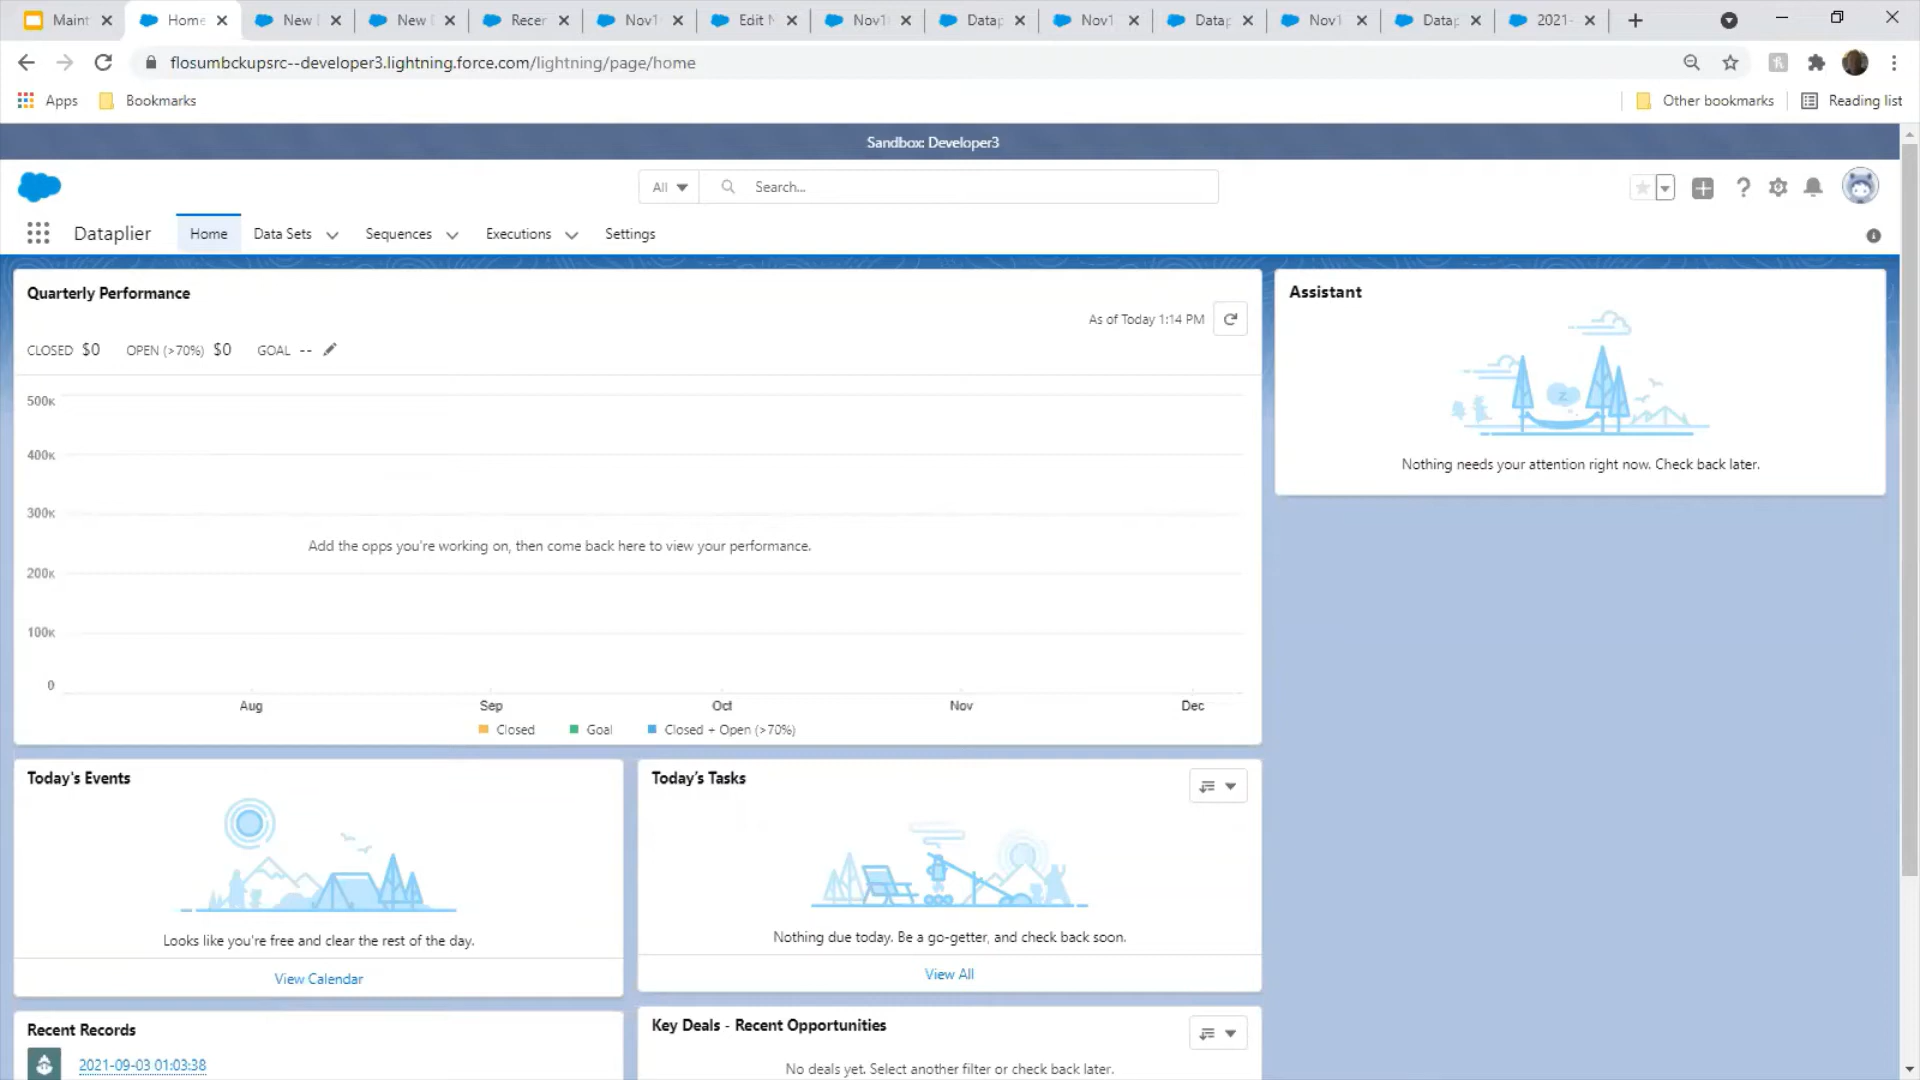 Maint Home New New Recer Nov1 Edit N Nov1 Datap Nov1 Datap Nov1 Datap 2021-
flosumbckupsrc--developer3.lightning.force.com/lightning/page/home
Apps Bookmarks Other bookmarks Reading list
Sandbox: Developer3
All Search...
Dataplier Home Data Sets Sequences Executions Settings
Quarterly Performance
As of Today 1:14 PM
CLOSED $0 OPEN (>70%) $0 GOAL --
500K
400K
300K
Add the opps you're working on, then come back here to view your performance.
200K
100K
0
Aug Sep Oct Nov Dec
Closed Goal Closed + Open (>70%)
Assistant
Nothing needs your attention right now. Check back later.
Today's Events
Looks like you're free and clear the rest of the day.
View Calendar
Today's Tasks
Nothing due today. Be a go-getter, and check back soon.
View All
Recent Records
2021-09-03 01:03:38
Key Deals - Recent Opportunities
No deals yet. Select another filter or check back later.